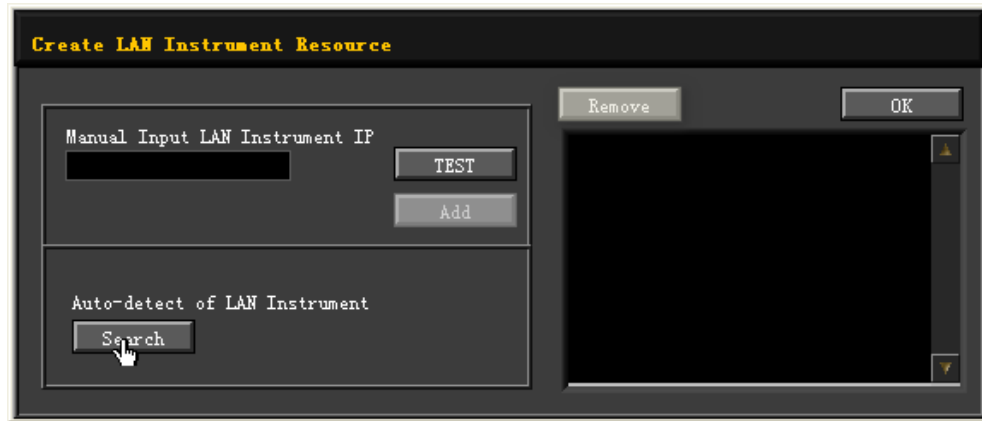 Create LAN Instrument Resource
Remove
OK
Manual Input LAN Instrument IP
TEST
Add
Auto-detect of LAN Instrument
Search